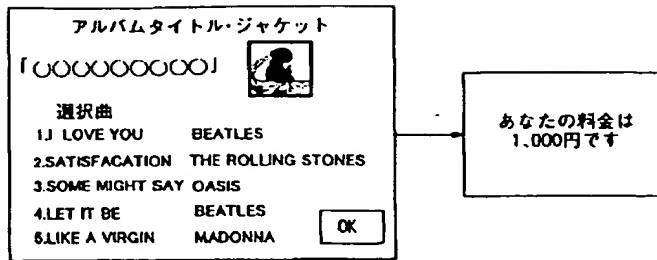 アルバムタイトル・ジャケット
「○○○○○○○○○」
選択曲
1.I LOVE YOU BEATLES
2.SATISFACATION THE ROLLING STONES
3.SOME MIGHT SAY OASIS
4.LET IT BE BEATLES
5.LIKE A VIRGIN MADONNA
OK
あなたの料金は
1,000円です